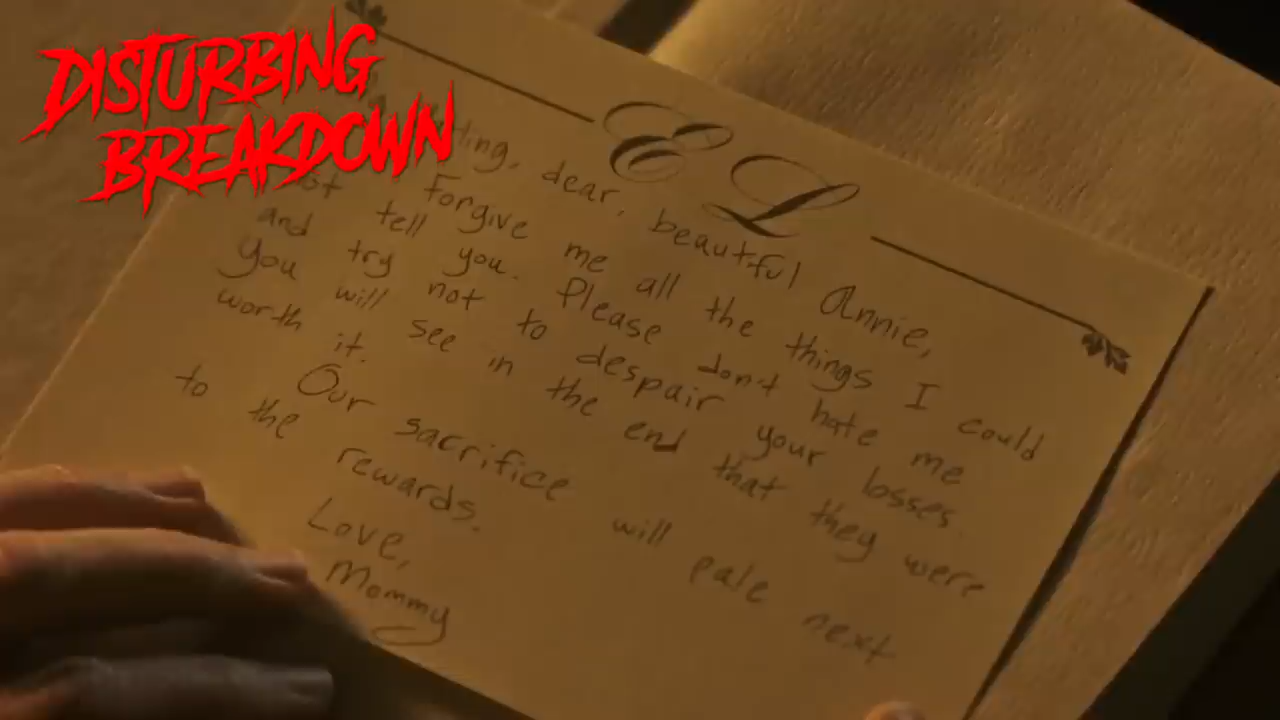 DISTURBING
BREAKDOWN
E L
dear, beautiful Annie,
Forgive me all the things I could
not tell you. Please don't hate me
and try not to despair your losses.
You will see in the end that they were
worth it.
Our sacrifice will pale next
to the rewards.
Love,
Mommy